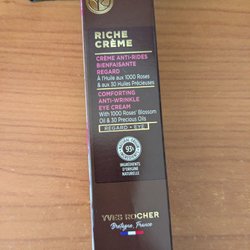 RICHE
CRÈME
CRÈME ANTI-RIDES
BIENFAISANTE
REGARD
À l'Huile aux 1000 Roses
& aux 30 Huiles Précieuses
COMFORTING
ANTI-WRINKLE
EYE CREAM
With 1000 Roses' Blossom
Oil & 30 Precious Oils
REGARD • EYE
INGRÉDIENTS
D'ORIGINE
NATURELLE
YVES ROCHER
Bretagne, France